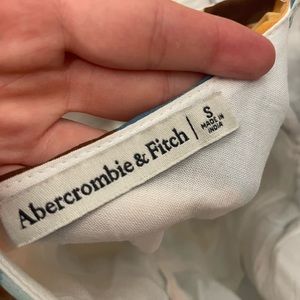 Abercrombie & Fitch
S
MADE IN
INDIA